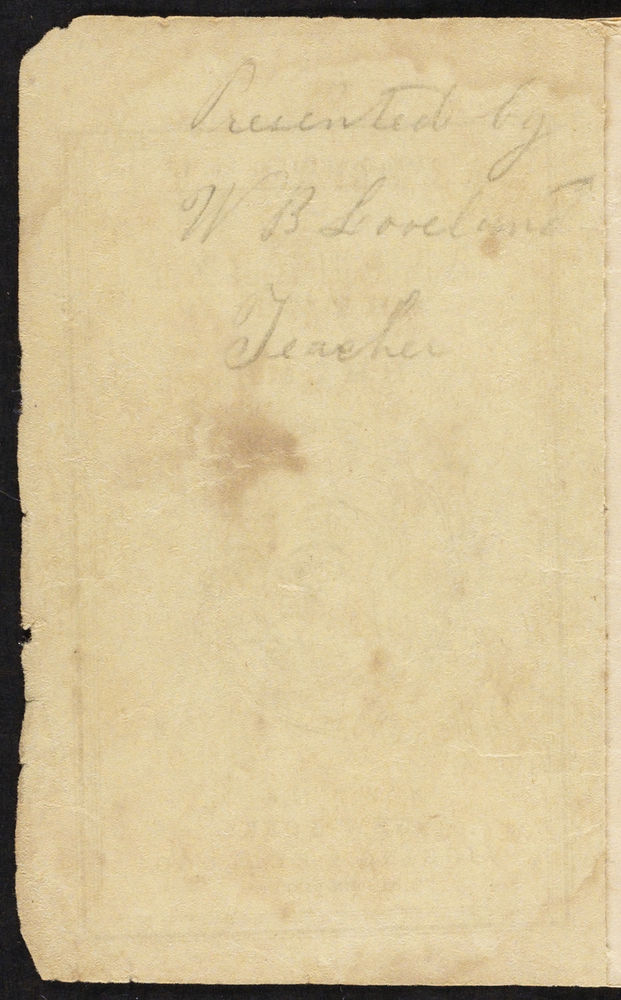 Presented by
W B Loveland
Teacher